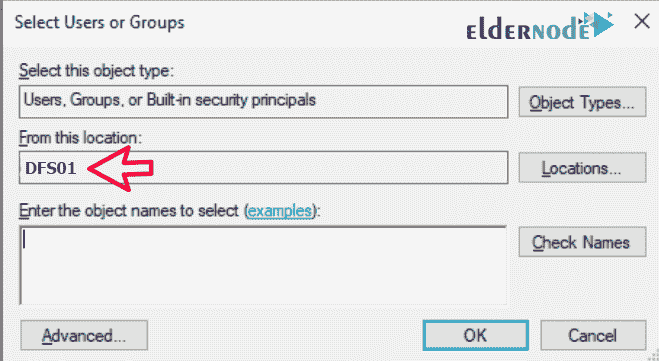 Select Users or Groups
ELDERNODE
Select this object type:
Users, Groups, or Built-in security principals
Object Types...
From this location:
DFS01
Locations...
Enter the object names to select (examples):
Check Names
Advanced...
OK
Cancel